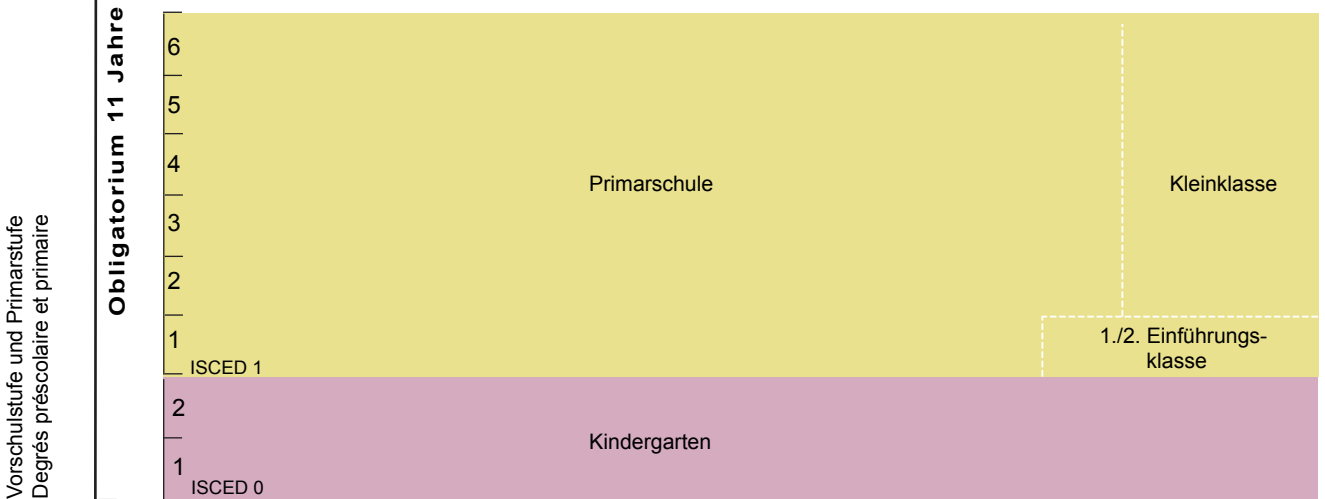 Vorschulstufe und Primarstufe
Degrés préscolaire et primaire
Obligatorium 11 Jahre
6
5
4
3
2
1
ISCED 1
Primarschule
Kleinklasse
1./2. Einführungs-
klasse
2
1
ISCED 0
Kindergarten